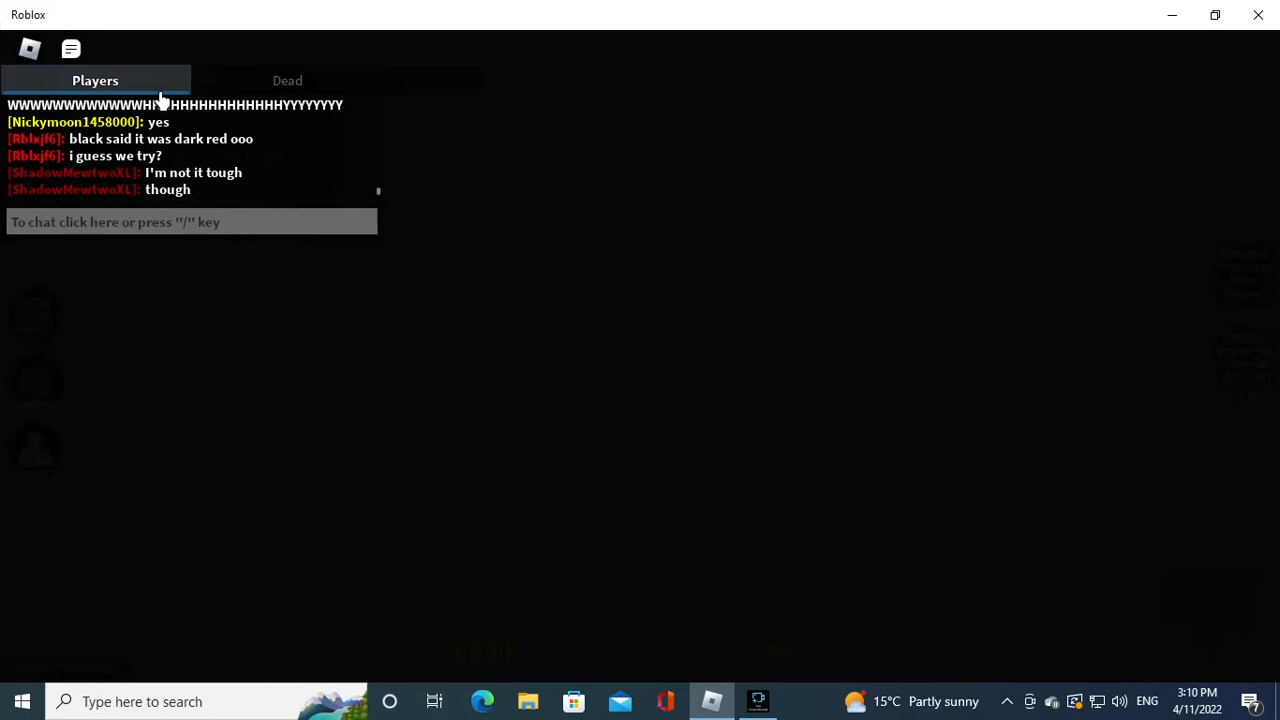 Roblox
Players
Dead
WWWWWWWWWWWWHHHHHHHHHHHHHYYYYYYYY
[Nickymoon1458000]: yes
[Rblxjf6]: black said it was dark red ooo
[Rblxjf6]: i guess we try?
[ShadowMewtwoXL]: I'm not it tough
[ShadowMewtwoXL]: though
To chat click here or press "/" key
Type here to search
15°C Partly sunny
ENG
3:10 PM
4/11/2022
7